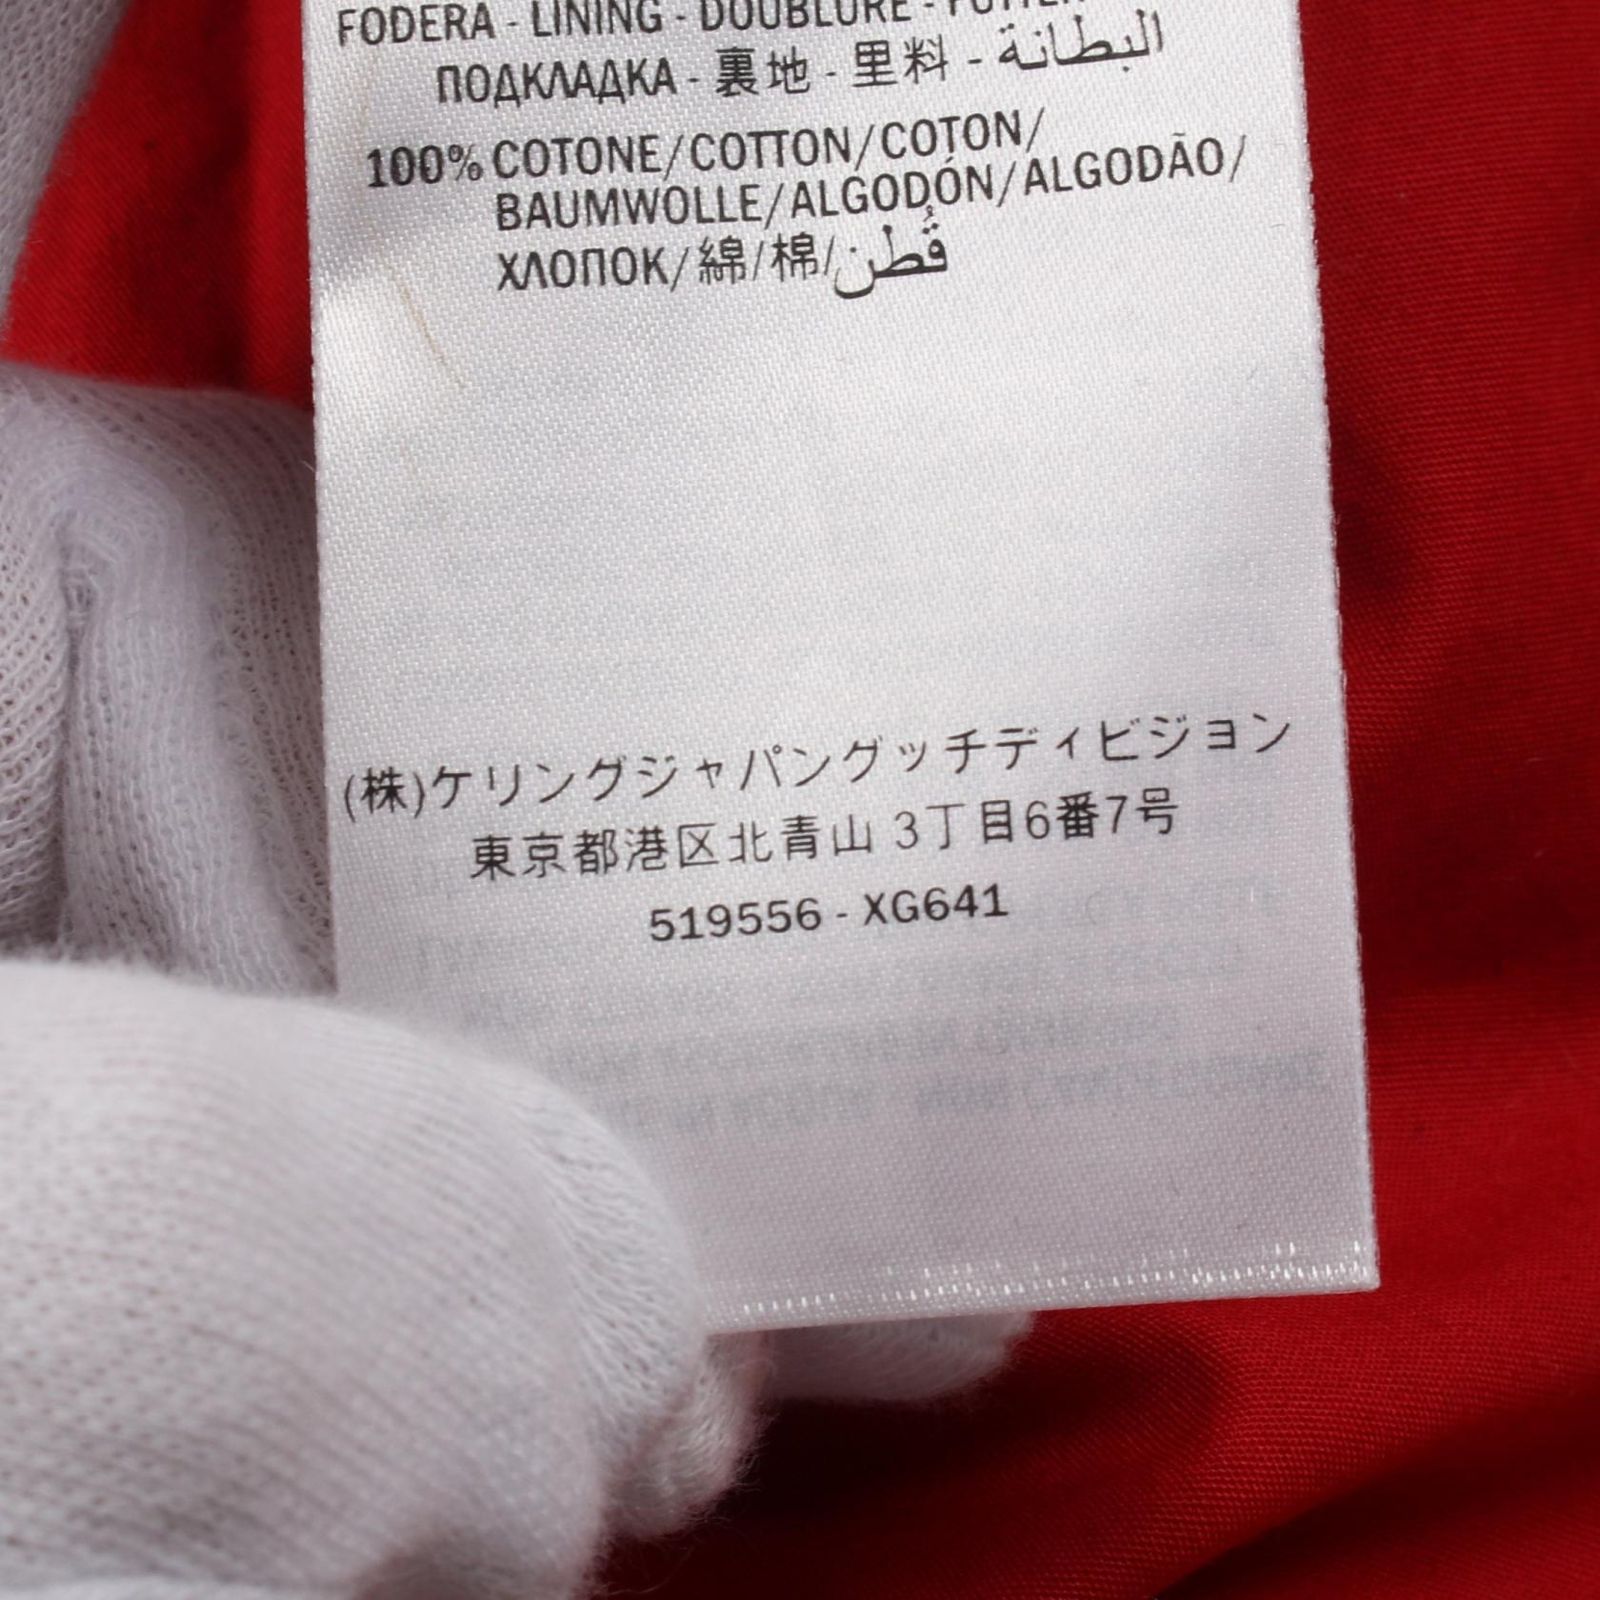 FODERA - LINING - DOUBLURE -
ПОДКЛАДКА - 裏地 - 里料 - البطانة
100% COTONE/COTTON/COTON/
BAUMWOLLE/ALGODÓN/ALGODÃO/
ХЛОПОК/綿/棉/قُطن
(株)ケリングジャパングッチディビジョン
東京都港区北青山 3丁目6番7号
519556 - XG641